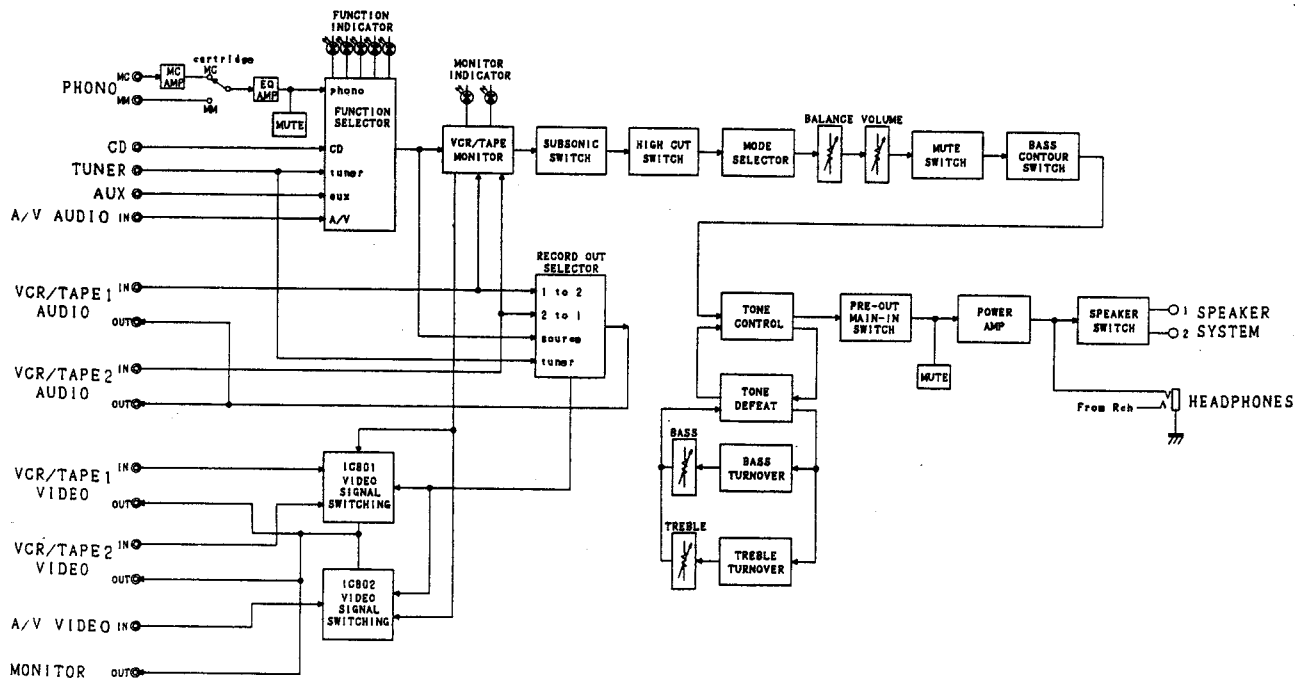 FUNCTION
INDICATOR
cartridge
MC
MC
MC
AMP
EQ
AMP
PHONO
MM
MM
MUTE
phono
FUNCTION
SELECTOR
CD
tuner
aux
A/V
CD
TUNER
AUX
A/V AUDIO IN
MONITOR
INDICATOR
VCR/TAPE
MONITOR
SUBSONIC
SWITCH
HIGH CUT
SWITCH
MODE
SELECTOR
BALANCE
VOLUME
MUTE
SWITCH
BASS
CONTOUR
SWITCH
RECORD OUT
SELECTOR
1 to 2
2 to 1
source
tuner
VCR/TAPE1
AUDIO
IN
OUT
VCR/TAPE2
AUDIO
IN
OUT
TONE
CONTROL
PRE-OUT
MAIN-IN
SWITCH
MUTE
POWER
AMP
SPEAKER
SWITCH
1 SPEAKER
2 SYSTEM
From Rch
HEADPHONES
TONE
DEFEAT
BASS
BASS
TURNOVER
TREBLE
TREBLE
TURNOVER
VCR/TAPE1
VIDEO
IN
OUT
VCR/TAPE2
VIDEO
IN
OUT
IC801
VIDEO
SIGNAL
SWITCHING
IC802
VIDEO
SIGNAL
SWITCHING
A/V VIDEO IN
MONITOR OUT